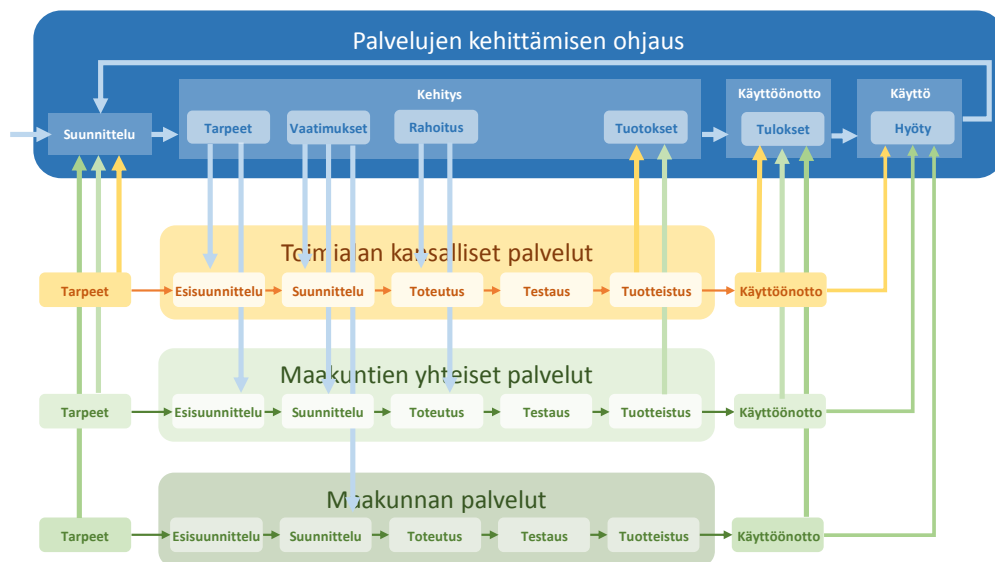 Palvelujen kehittämisen ohjaus
Kehitys
Käyttöönotto
Käyttö
Suunnittelu
Tarpeet
Vaatimukset
Rahoitus
Tuotokset
Tulokset
Hyöty
Toimialan kansalliset palvelut
Tarpeet
Esisuunnittelu
Suunnittelu
Toteutus
Testaus
Tuotteistus
Käyttöönotto
Maakuntien yhteiset palvelut
Tarpeet
Esisuunnittelu
Suunnittelu
Toteutus
Testaus
Tuotteistus
Käyttöönotto
Maakunnan palvelut
Tarpeet
Esisuunnittelu
Suunnittelu
Toteutus
Testaus
Tuotteistus
Käyttöönotto